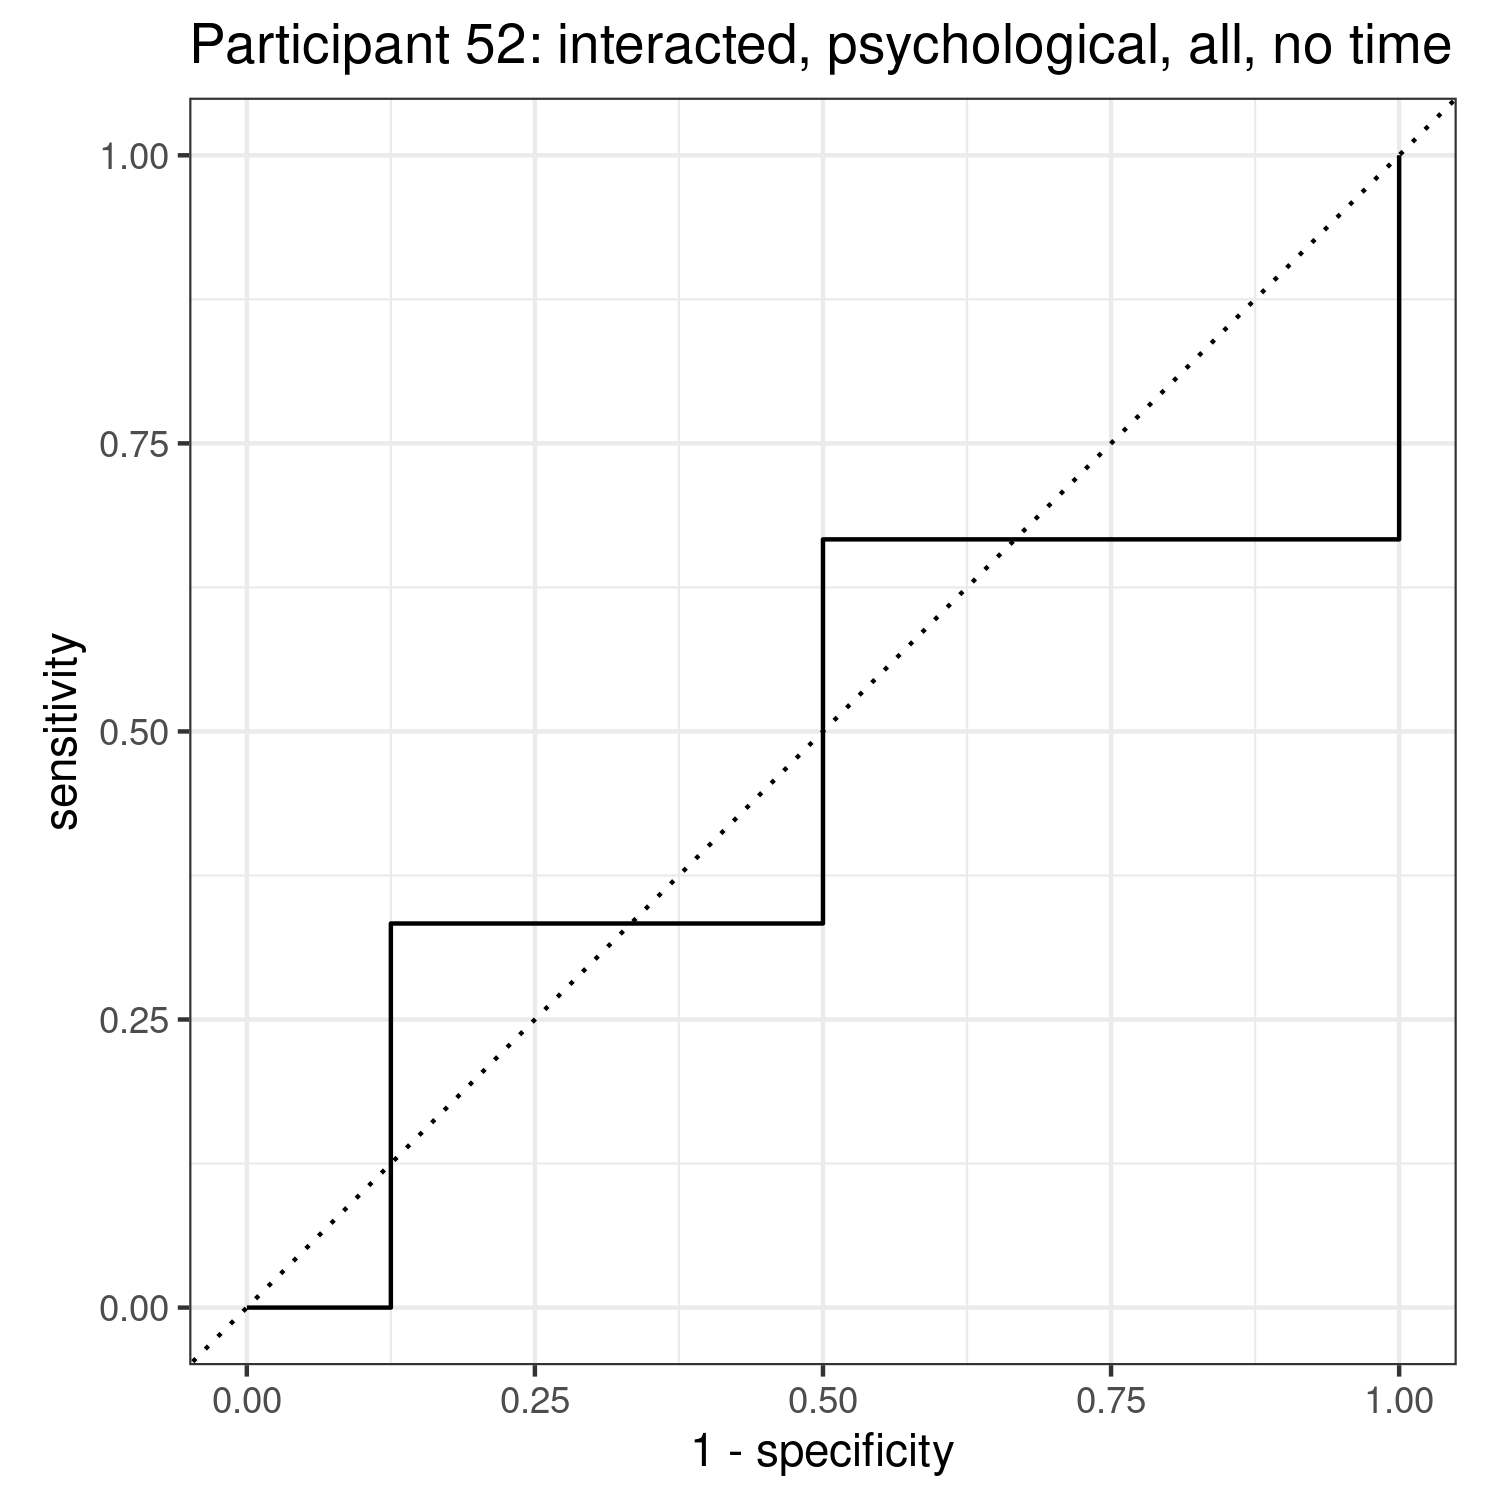 Participant 52: interacted, psychological, all, no time
1.00
0.75
0.50
0.25
0.00
sensitivity
0.00 0.25 0.50 0.75 1.00
1 - specificity